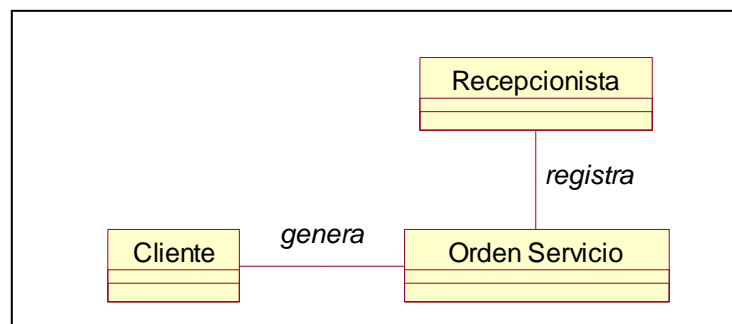 Recepcionista
registra
genera
Cliente
Orden Servicio